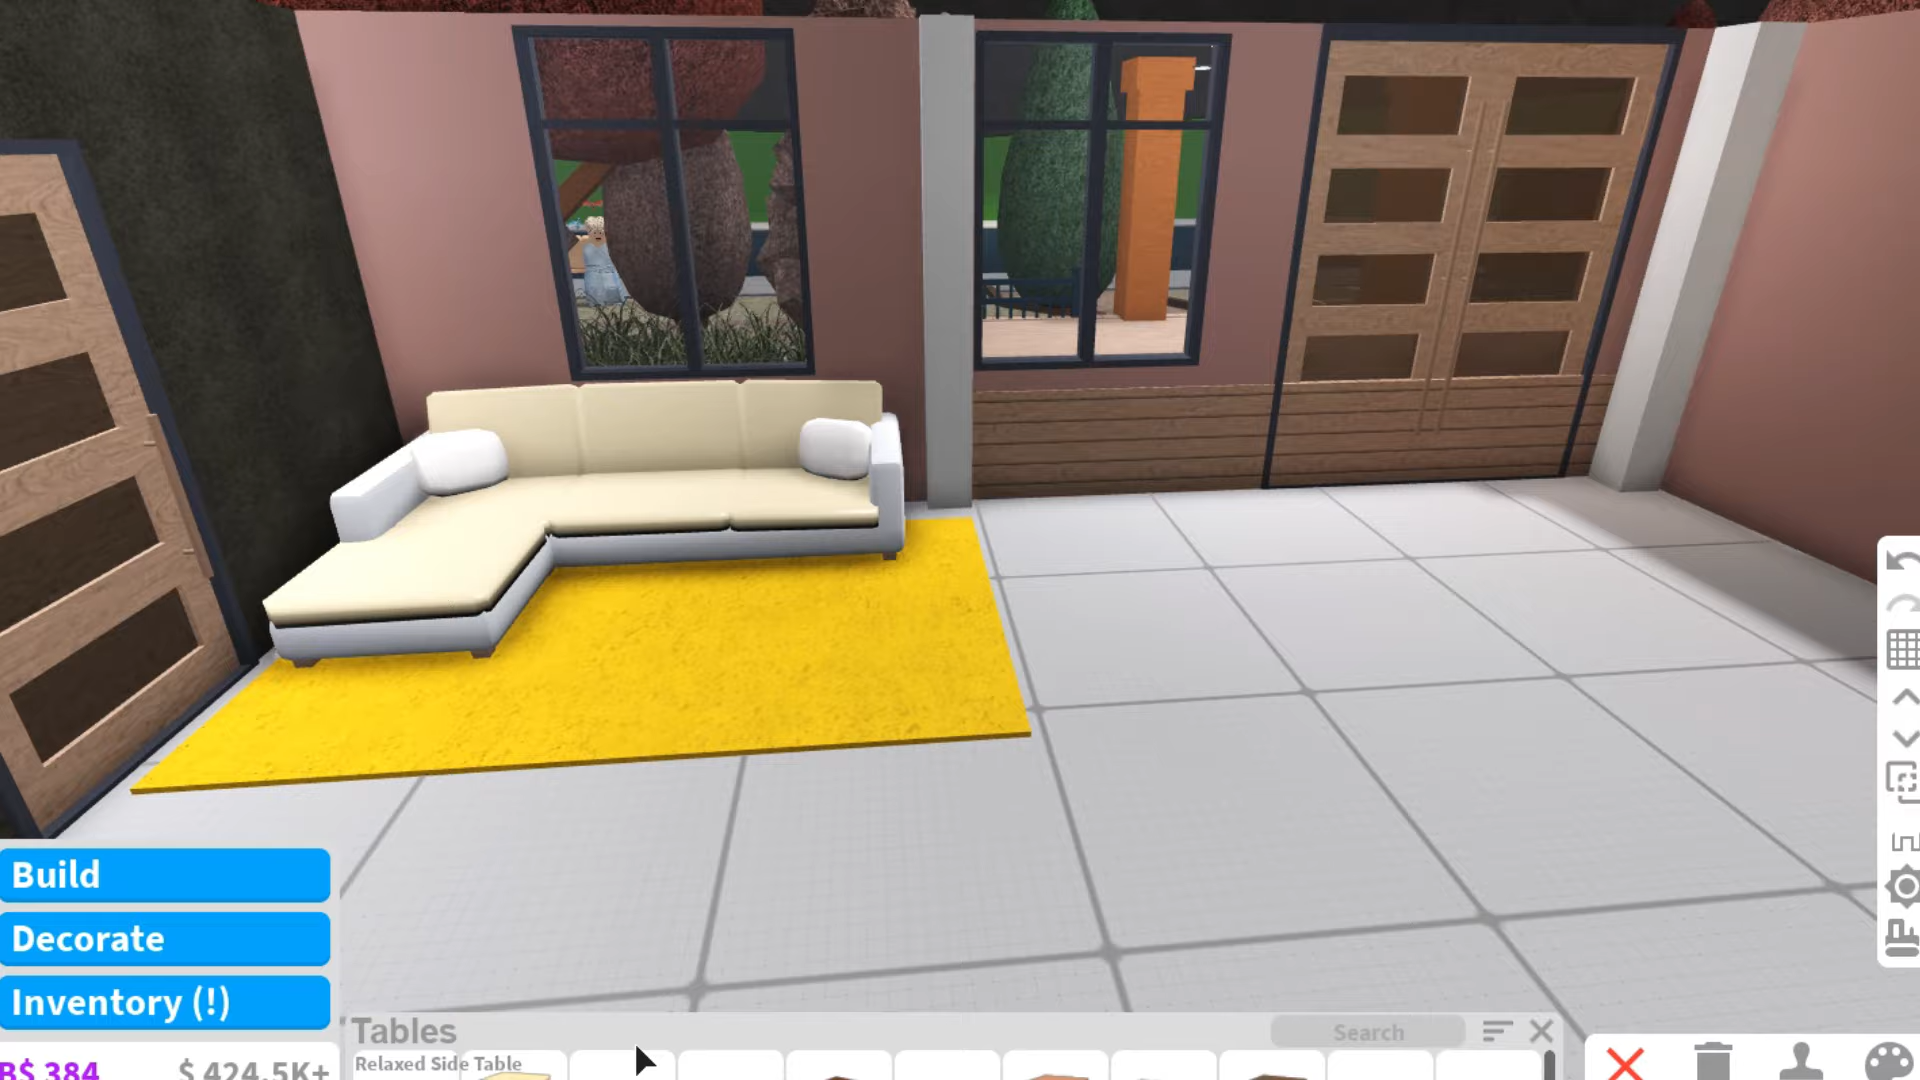 Build
Decorate
Inventory (!)
B$ 384
$ 424.5K+
Tables
Search
Relaxed Side Table